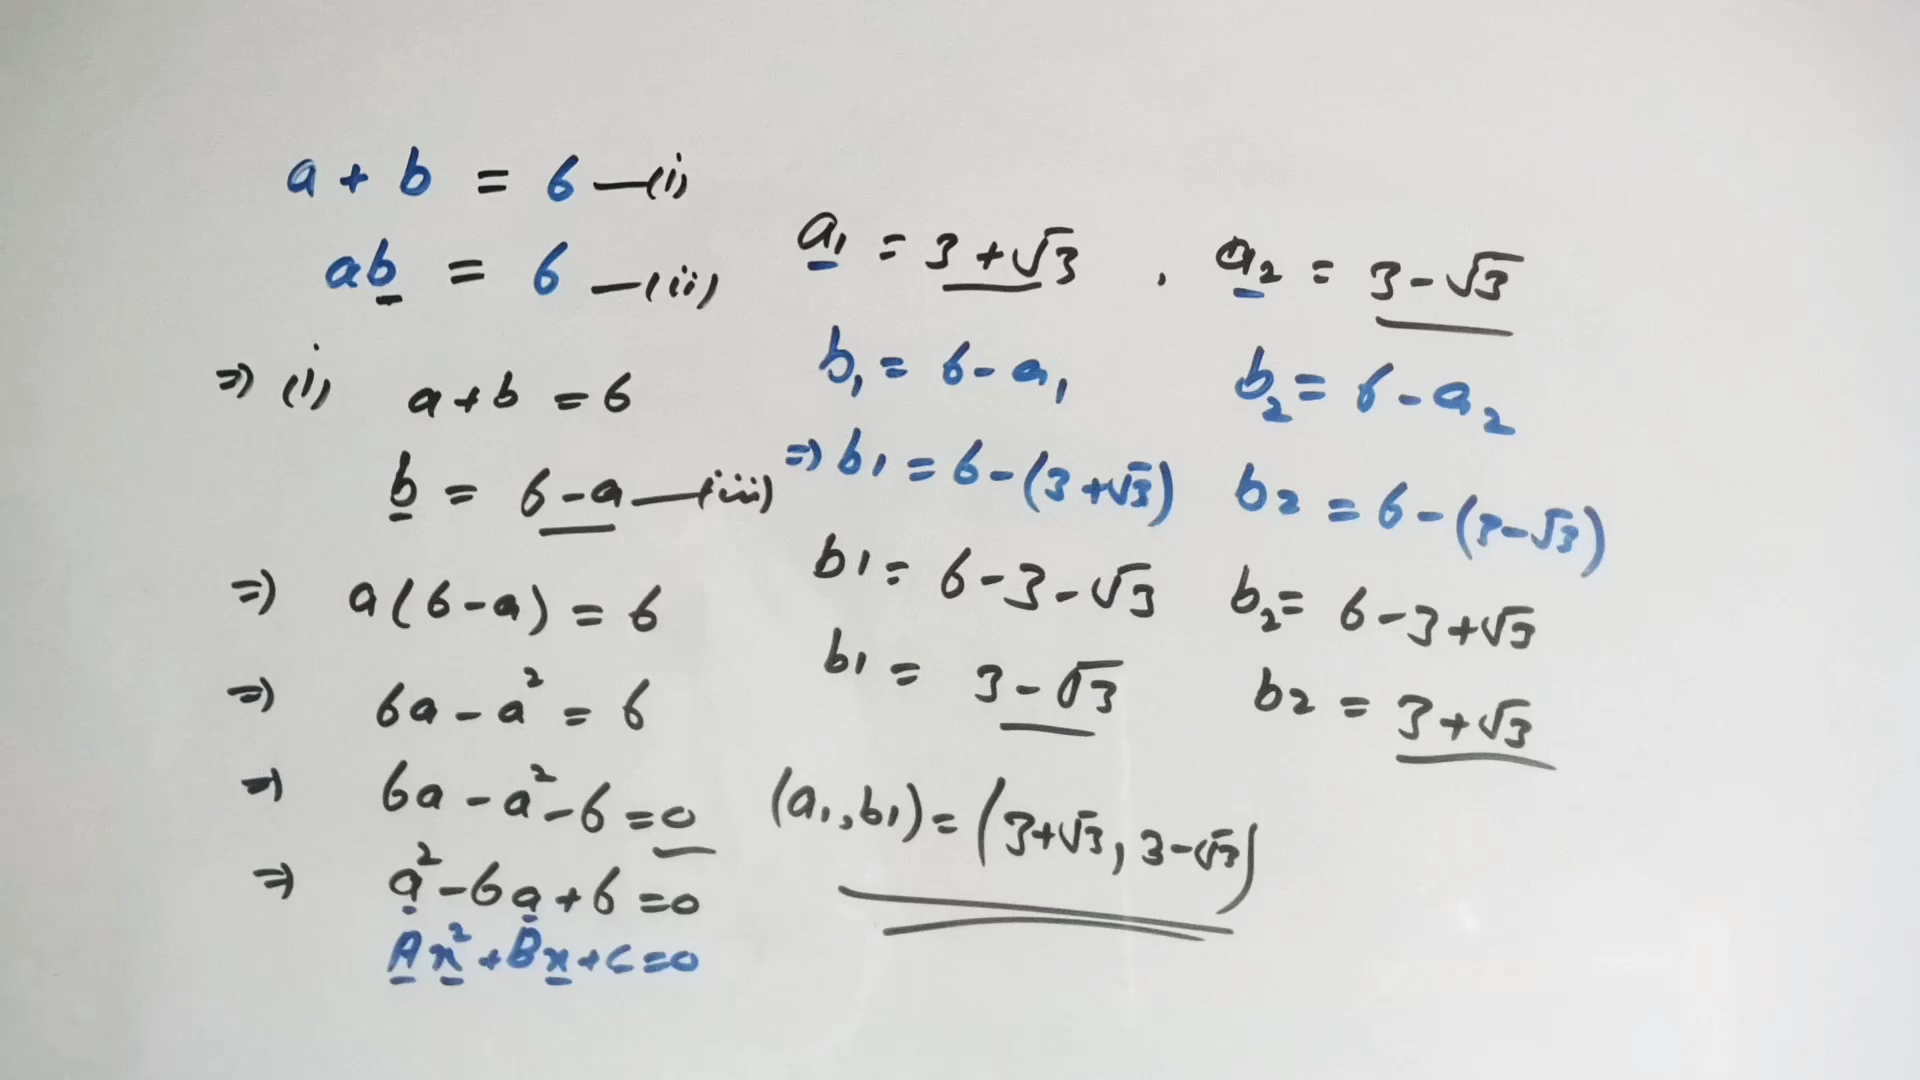 a + b = 6 —(i)
ab = 6 —(ii)
⇒ (i) a + b = 6
b = 6 - a —(iii)
⇒ a(6 - a) = 6
⇒ 6a - a² = 6
⇒ 6a - a² - 6 = 0
⇒ a² - 6a + 6 = 0
Ax² + Bx + C = 0
a₁ = 3 + √3 , a₂ = 3 - √3
b₁ = 6 - a₁
⇒ b1 = 6 - (3 + √3)
b1 = 6 - 3 - √3
b1 = 3 - √3
b₂ = 6 - a₂
b2 = 6 - (3 - √3)
b₂ = 6 - 3 + √3
b2 = 3 + √3
(a₁, b1) = (3 + √3, 3 - √3)